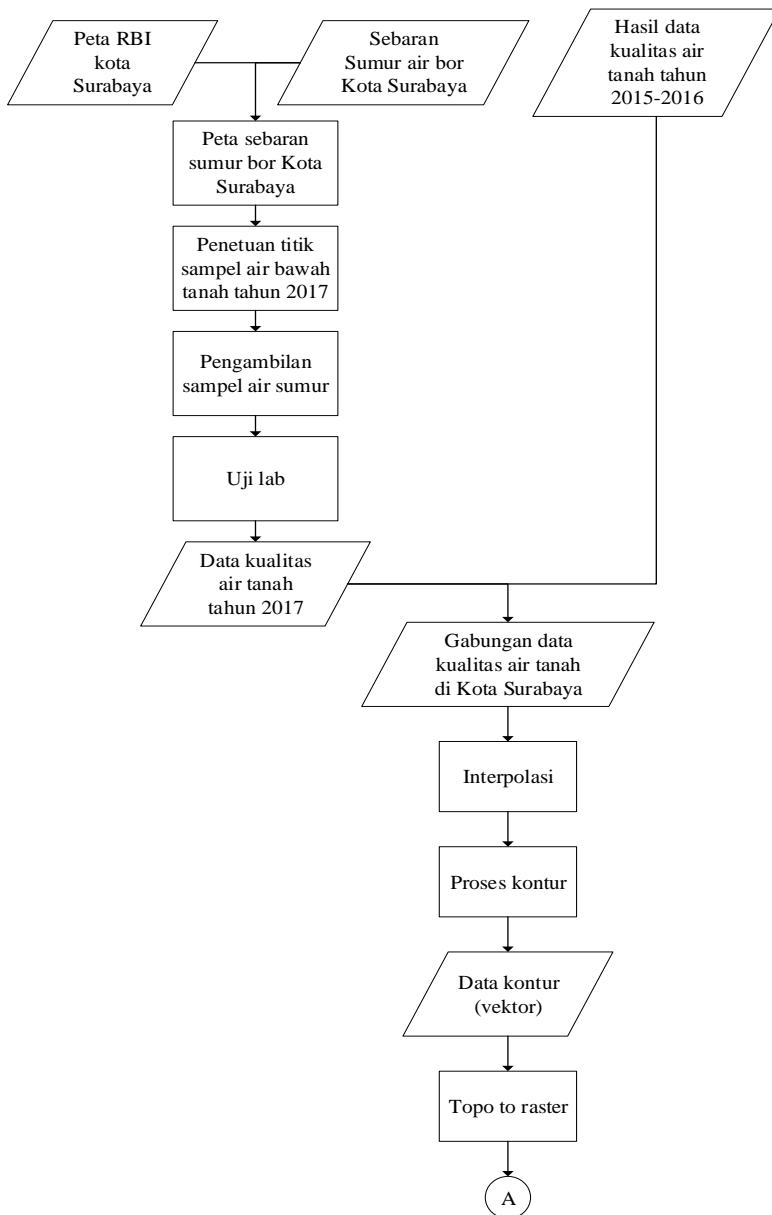 Peta RBI
kota
Surabaya
Sebaran
Sumur air bor
Kota Surabaya
Hasil data
kualitas air
tanah tahun
2015-2016
Peta sebaran
sumur bor Kota
Surabaya
Penetuan titik
sampel air bawah
tanah tahun 2017
Pengambilan
sampel air sumur
Uji lab
Data kualitas
air tanah
tahun 2017
Gabungan data
kualitas air tanah
di Kota Surabaya
Interpolasi
Proses kontur
Data kontur
(vektor)
Topo to raster
A